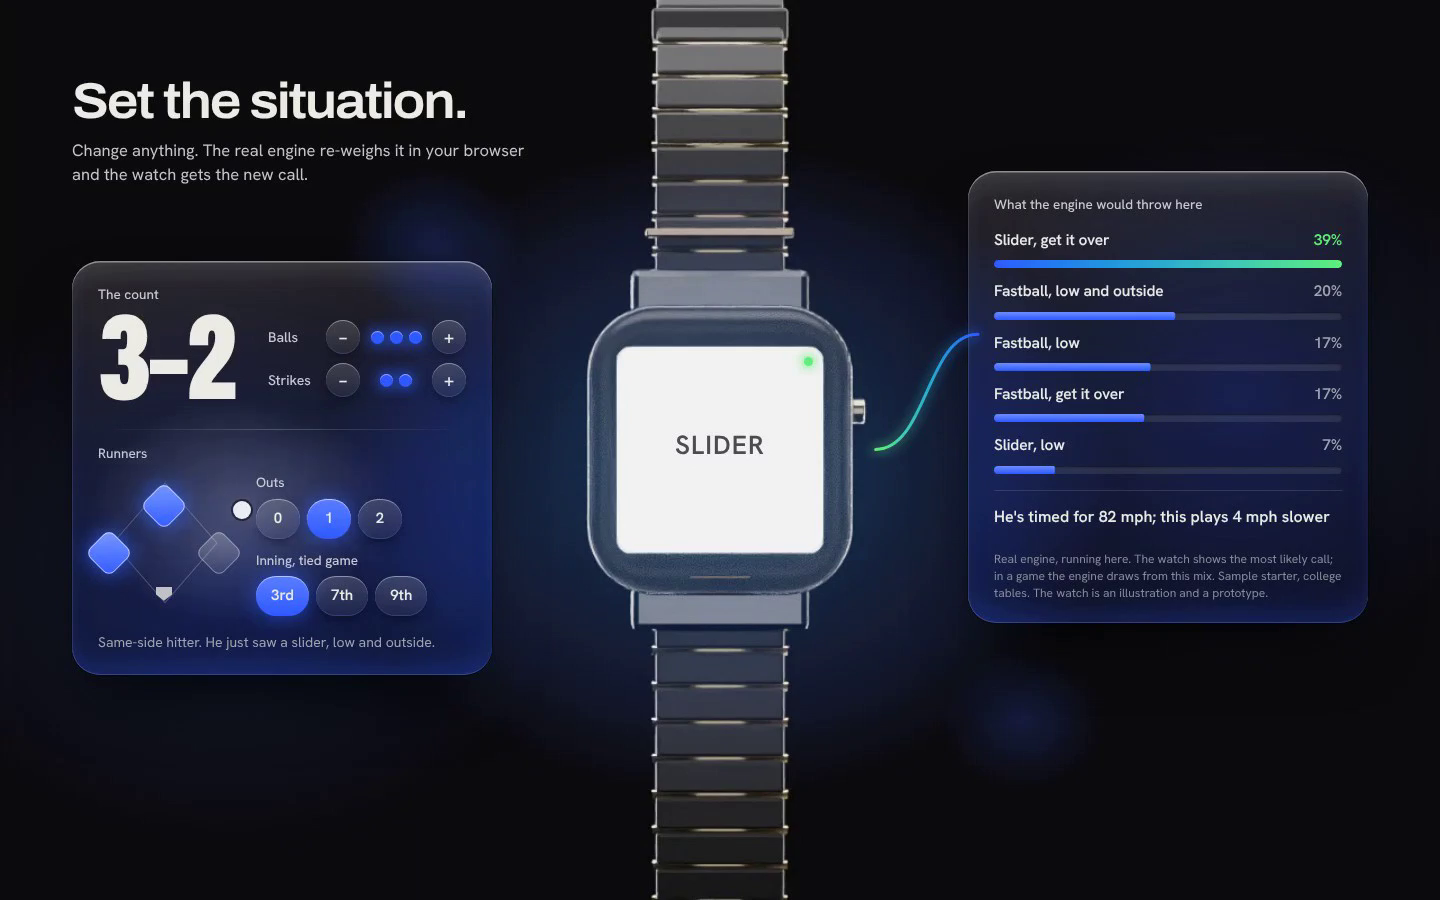 Set the situation.
Change anything. The real engine re-weighs it in your browser
and the watch gets the new call.
The count
3–2
Balls
–
+
Strikes
–
+
Runners
Outs
0
1
2
Inning, tied game
3rd
7th
9th
Same-side hitter. He just saw a slider, low and outside.
SLIDER
What the engine would throw here
Slider, get it over 39%
Fastball, low and outside 20%
Fastball, low 17%
Fastball, get it over 17%
Slider, low 7%
He's timed for 82 mph; this plays 4 mph slower
Real engine, running here. The watch shows the most likely call;
in a game the engine draws from this mix. Sample starter, college
tables. The watch is an illustration and a prototype.